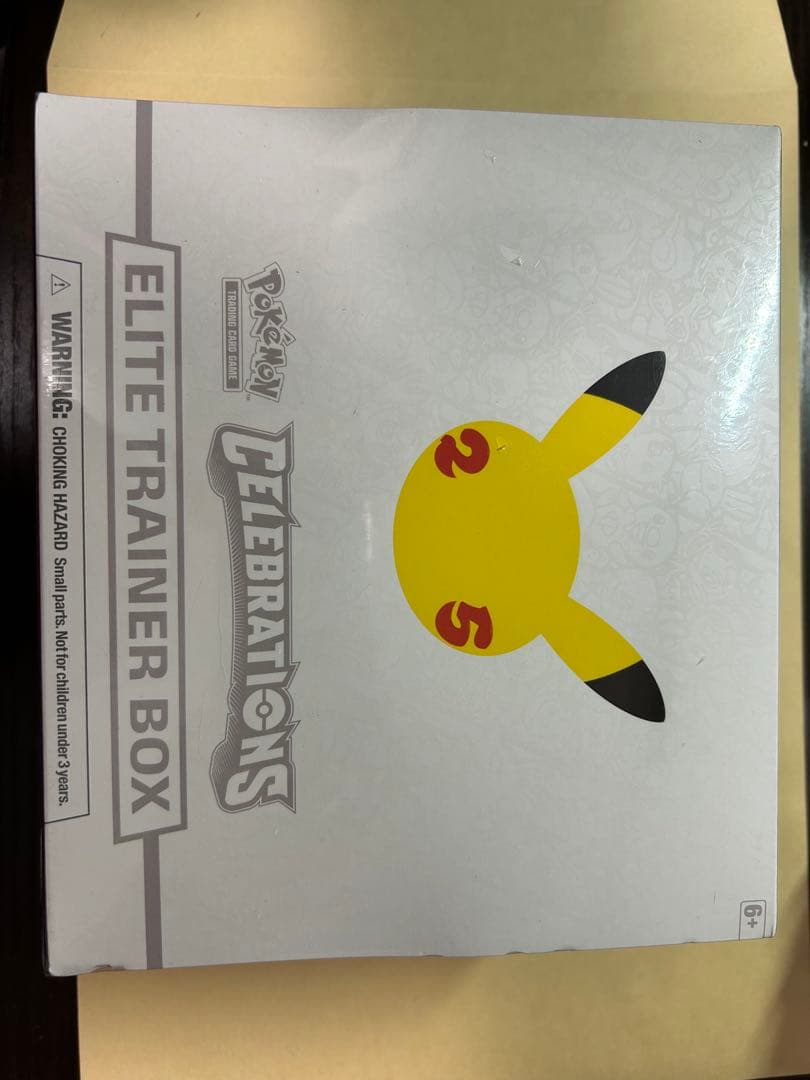 6+
2 5
Pokémon
TRADING CARD GAME
CELEBRATIONS
ELITE TRAINER BOX
⚠ WARNING: CHOKING HAZARD Small parts. Not for children under 3 years.